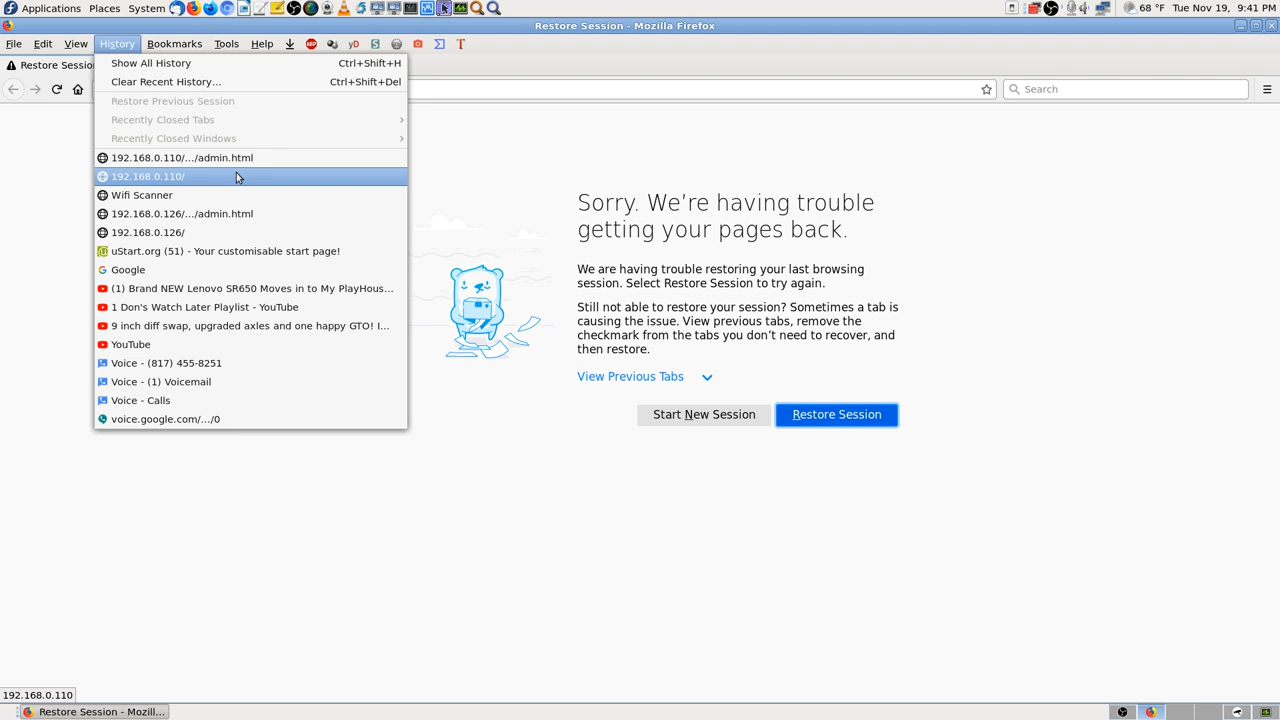 Applications Places System
68 °F Tue Nov 19, 9:41 PM
Restore Session - Mozilla Firefox
File Edit View History Bookmarks Tools Help
Restore Sessio
Search
Show All History Ctrl+Shift+H
Clear Recent History… Ctrl+Shift+Del
Restore Previous Session
Recently Closed Tabs
Recently Closed Windows
192.168.0.110/…/admin.html
192.168.0.110/
Wifi Scanner
192.168.0.126/…/admin.html
192.168.0.126/
uStart.org (51) - Your customisable start page!
Google
(1) Brand NEW Lenovo SR650 Moves in to My PlayHous…
1 Don's Watch Later Playlist - YouTube
9 inch diff swap, upgraded axles and one happy GTO! I…
YouTube
Voice - (817) 455-8251
Voice - (1) Voicemail
Voice - Calls
voice.google.com/…/0
Sorry. We’re having trouble
getting your pages back.
We are having trouble restoring your last browsing
session. Select Restore Session to try again.
Still not able to restore your session? Sometimes a tab is
causing the issue. View previous tabs, remove the
checkmark from the tabs you don’t need to recover, and
then restore.
View Previous Tabs
Start New Session Restore Session
192.168.0.110
Restore Session - Mozill…